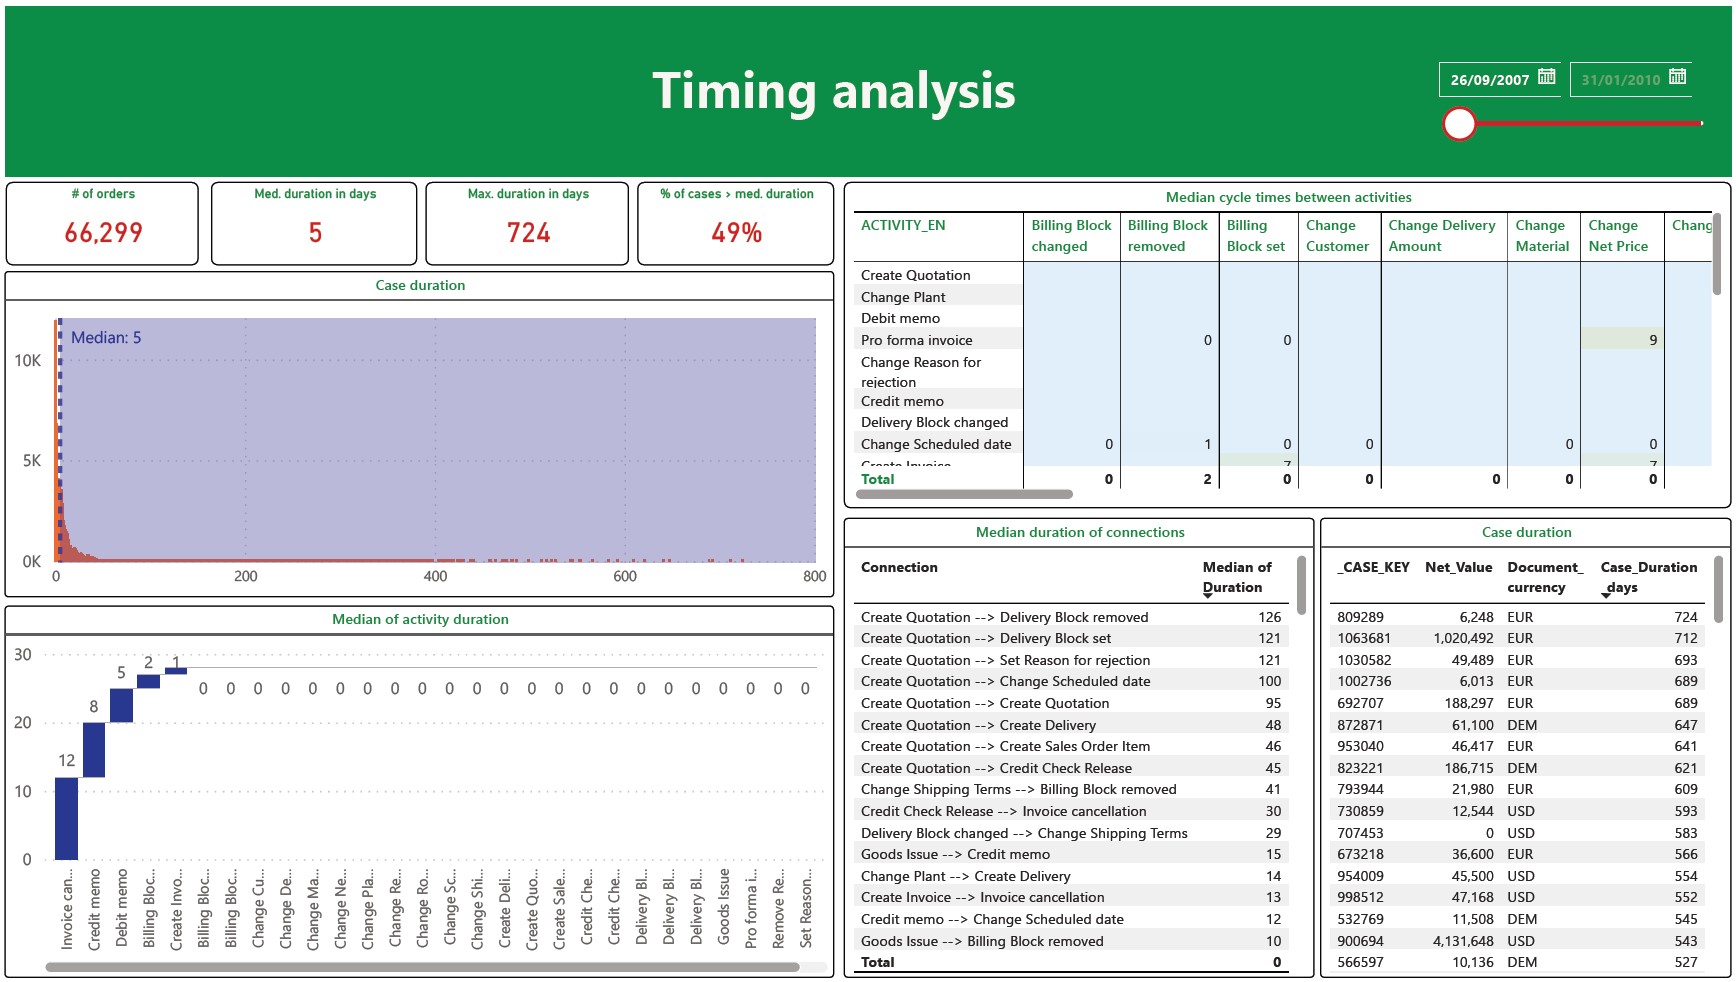 Timing analysis
26/09/2007
31/01/2010
# of orders
66,299
Med. duration in days
5
Max. duration in days
724
% of cases > med. duration
49%
Case duration
Median: 5
10K
5K
0K
0 200 400 600 800
Median of activity duration
30
20
10
0
12 8 5 2 1 0 0 0 0 0 0 0 0 0 0 0 0 0 0 0 0 0 0 0 0 0 0 0
Invoice can...
Credit memo
Debit memo
Billing Bloc...
Create Invo...
Billing Bloc...
Billing Bloc...
Change Cu...
Change De...
Change Ma...
Change Ne...
Change Pla...
Change Re...
Change Ro...
Change Sc...
Change Shi...
Create Deli...
Create Quo...
Create Sale...
Credit Che...
Credit Che...
Delivery Bl...
Delivery Bl...
Delivery Bl...
Goods Issue
Pro forma i...
Remove Re...
Set Reason...
Median cycle times between activities
ACTIVITY_EN
Billing Block
changed
Billing Block
removed
Billing
Block set
Change
Customer
Change Delivery
Amount
Change
Material
Change
Net Price
Chang
Create Quotation
Change Plant
Debit memo
Pro forma invoice 0 0 9
Change Reason for
rejection
Credit memo
Delivery Block changed
Change Scheduled date 0 1 0 0 0 0
Create Invoice 7 7
Total 0 2 0 0 0 0 0
Median duration of connections
Connection
Median of
Duration
Create Quotation --> Delivery Block removed 126
Create Quotation --> Delivery Block set 121
Create Quotation --> Set Reason for rejection 121
Create Quotation --> Change Scheduled date 100
Create Quotation --> Create Quotation 95
Create Quotation --> Create Delivery 48
Create Quotation --> Create Sales Order Item 46
Create Quotation --> Credit Check Release 45
Change Shipping Terms --> Billing Block removed 41
Credit Check Release --> Invoice cancellation 30
Delivery Block changed --> Change Shipping Terms 29
Goods Issue --> Credit memo 15
Change Plant --> Create Delivery 14
Create Invoice --> Invoice cancellation 13
Credit memo --> Change Scheduled date 12
Goods Issue --> Billing Block removed 10
Total 0
Case duration
_CASE_KEY
Net_Value
Document_
currency
Case_Duration
_days
809289 6,248 EUR 724
1063681 1,020,492 EUR 712
1030582 49,489 EUR 693
1002736 6,013 EUR 689
692707 188,297 EUR 689
872871 61,100 DEM 647
953040 46,417 EUR 641
823221 186,715 DEM 621
793944 21,980 EUR 609
730859 12,544 USD 593
707453 0 USD 583
673218 36,600 EUR 566
954009 45,500 USD 554
998512 47,168 USD 552
532769 11,508 DEM 545
900694 4,131,648 USD 543
566597 10,136 DEM 527